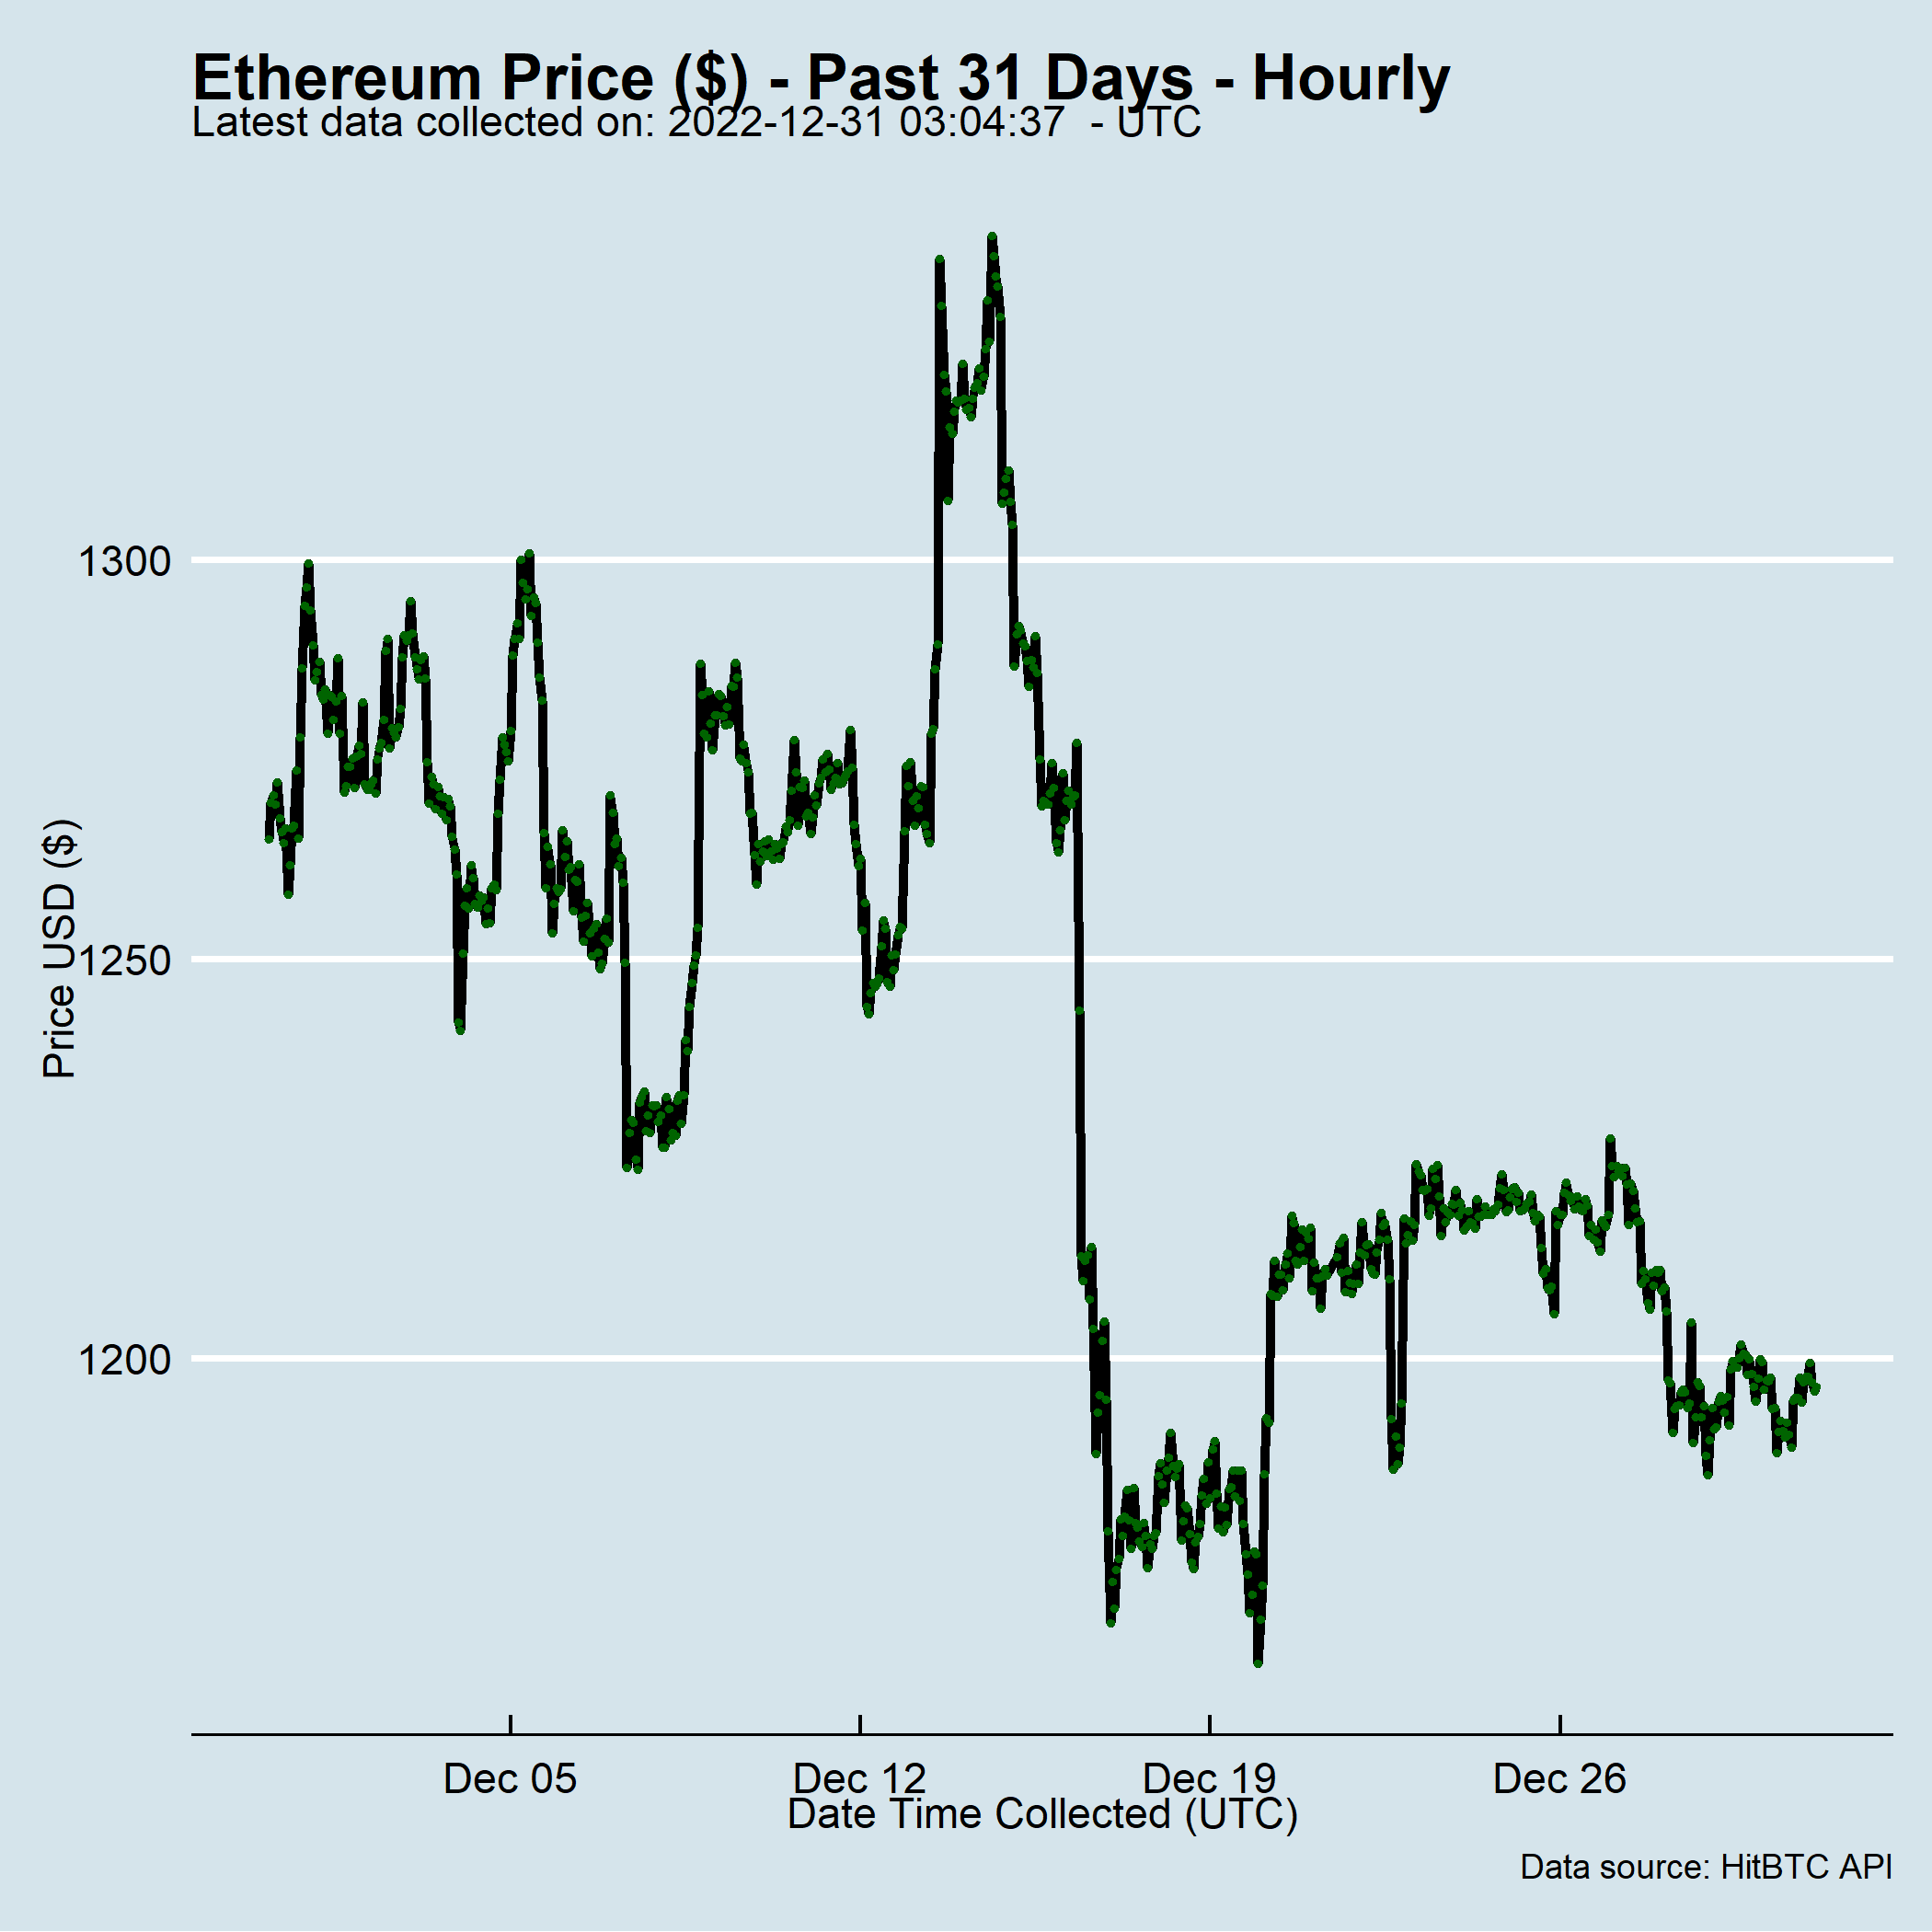 Ethereum Price ($) - Past 31 Days - Hourly
Latest data collected on: 2022-12-31 03:04:37  - UTC
1300
1250
1200
Price USD ($)
Dec 05
Dec 12
Dec 19
Dec 26
Date Time Collected (UTC)
Data source: HitBTC API